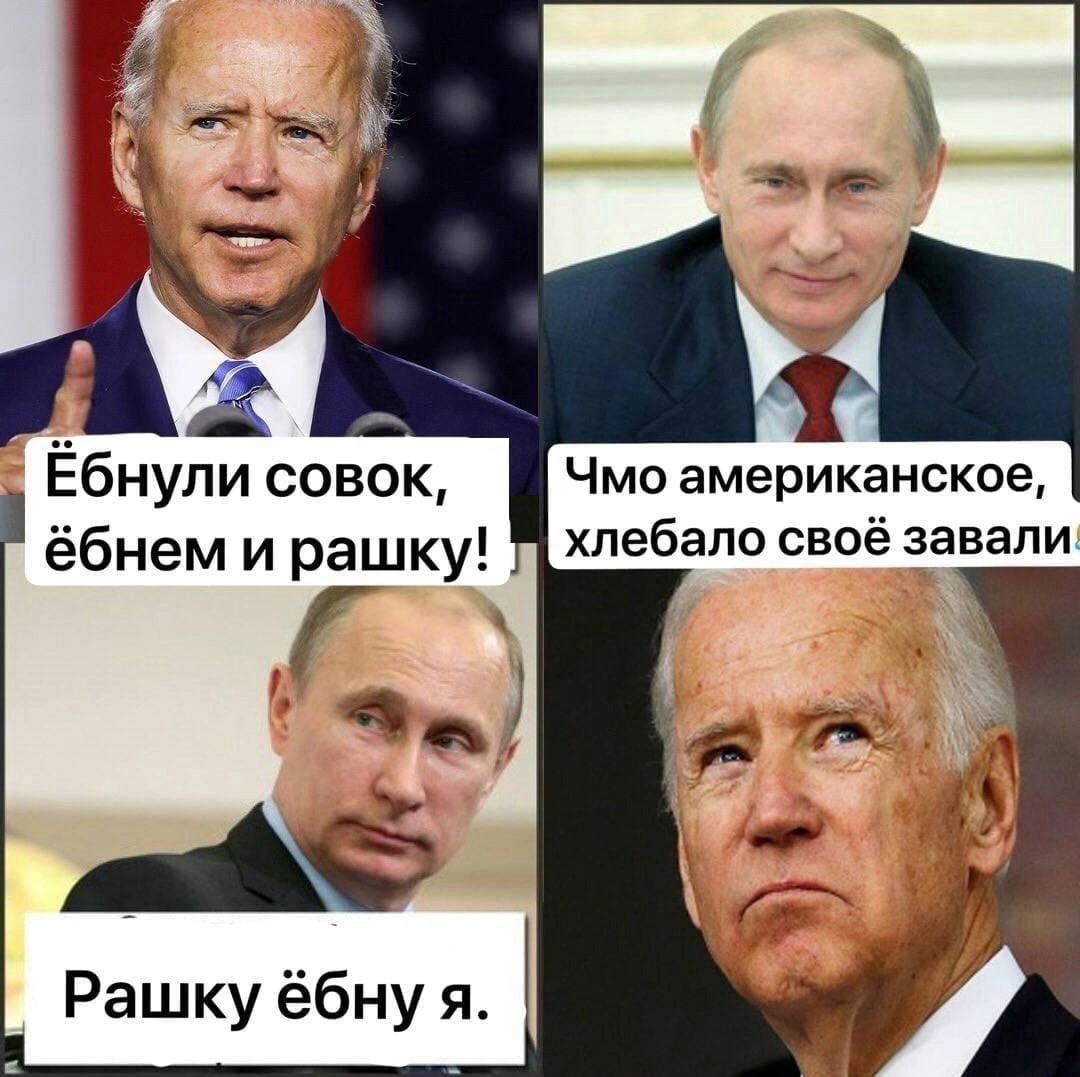 Ёбнули совок,
ёбнем и рашку!
Чмо американское,
хлебало своё завали
Рашку ёбну я.